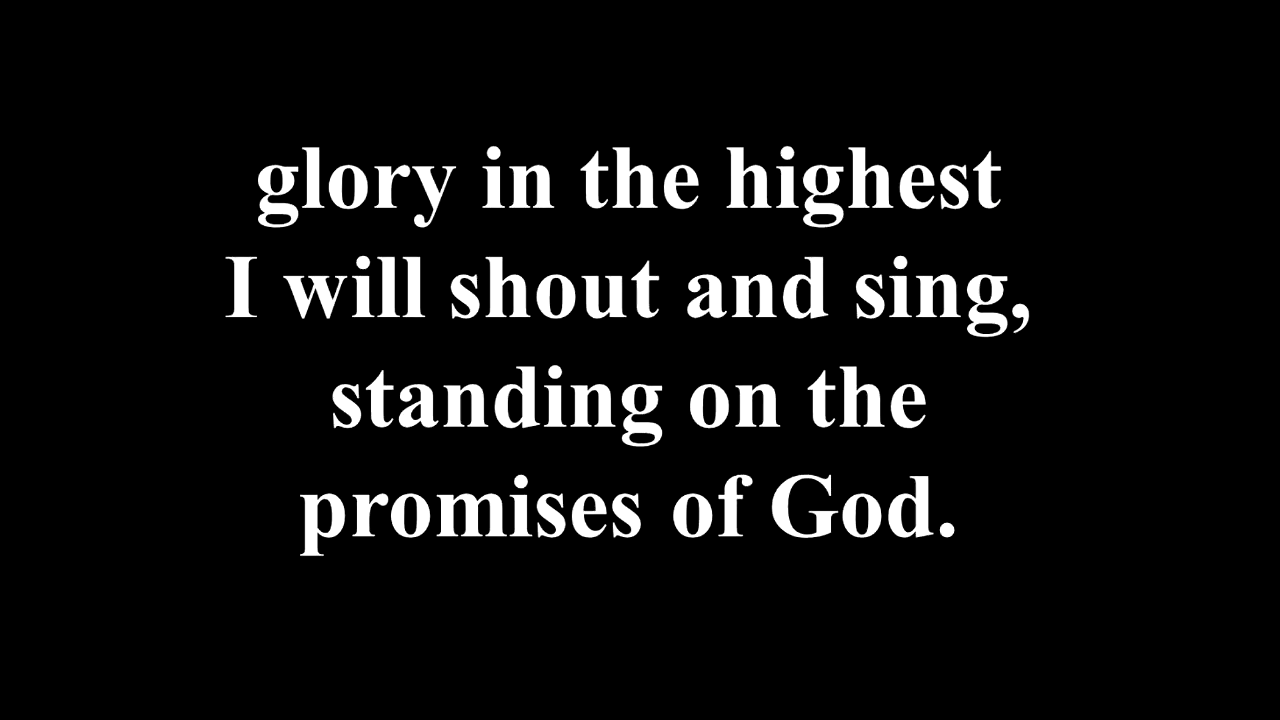 glory in the highest
I will shout and sing,
standing on the
promises of God.